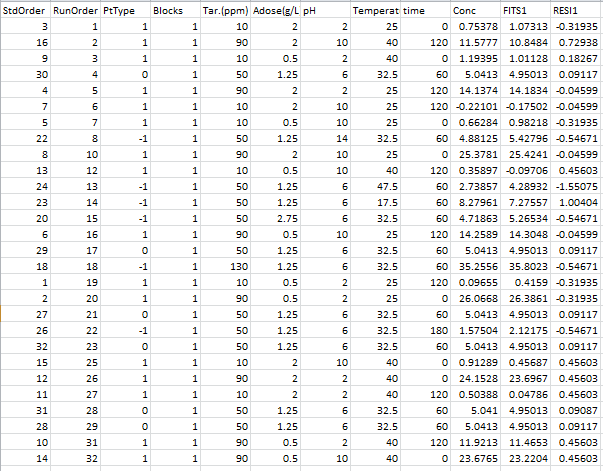 StdOrder RunOrder PtType Blocks Tar.(ppm) Adose(g/L pH Temperat time Conc FITS1 RESI1
3 1 1 1 10 2 2 25 0 0.75378 1.07313 -0.31935
16 2 1 1 90 2 10 40 120 11.5777 10.8484 0.72938
9 3 1 1 10 0.5 2 40 0 1.19395 1.01128 0.18267
30 4 0 1 50 1.25 6 32.5 60 5.0413 4.95013 0.09117
4 5 1 1 90 2 2 25 120 14.1374 14.1834 -0.04599
7 6 1 1 10 2 10 25 120 -0.22101 -0.17502 -0.04599
5 7 1 1 10 0.5 10 25 0 0.66284 0.98218 -0.31935
22 8 -1 1 50 1.25 14 32.5 60 4.88125 5.42796 -0.54671
8 10 1 1 90 2 10 25 0 25.3781 25.4241 -0.04599
13 12 1 1 10 0.5 10 40 120 0.35897 -0.09706 0.45603
24 13 -1 1 50 1.25 6 47.5 60 2.73857 4.28932 -1.55075
23 14 -1 1 50 1.25 6 17.5 60 8.27961 7.27557 1.00404
20 15 -1 1 50 2.75 6 32.5 60 4.71863 5.26534 -0.54671
6 16 1 1 90 0.5 10 25 120 14.2589 14.3048 -0.04599
29 17 0 1 50 1.25 6 32.5 60 5.0413 4.95013 0.09117
18 18 -1 1 130 1.25 6 32.5 60 35.2556 35.8023 -0.54671
1 19 1 1 10 0.5 2 25 120 0.09655 0.4159 -0.31935
2 20 1 1 90 0.5 2 25 0 26.0668 26.3861 -0.31935
27 21 0 1 50 1.25 6 32.5 60 5.0413 4.95013 0.09117
26 22 -1 1 50 1.25 6 32.5 180 1.57504 2.12175 -0.54671
32 23 0 1 50 1.25 6 32.5 60 5.0413 4.95013 0.09117
15 25 1 1 10 2 10 40 0 0.91289 0.45687 0.45603
12 26 1 1 90 2 2 40 0 24.1528 23.6967 0.45603
11 27 1 1 10 2 2 40 120 0.50388 0.04786 0.45603
31 28 0 1 50 1.25 6 32.5 60 5.041 4.95013 0.09087
28 29 0 1 50 1.25 6 32.5 60 5.0413 4.95013 0.09117
10 31 1 1 90 0.5 2 40 120 11.9213 11.4653 0.45603
14 32 1 1 90 0.5 10 40 0 23.6765 23.2204 0.45603